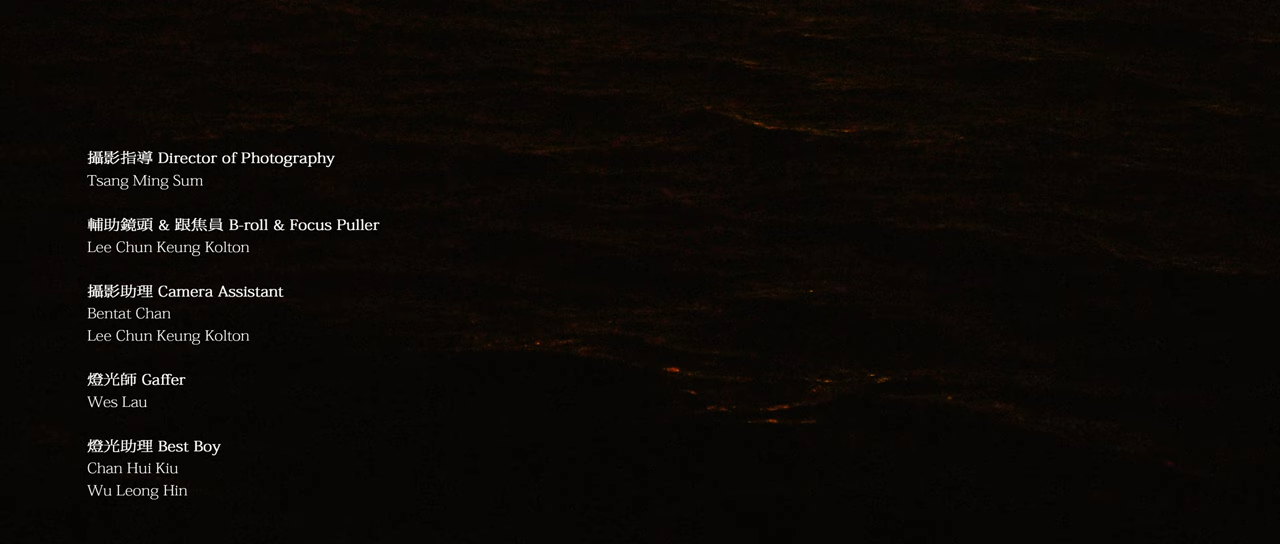 攝影指導 Director of Photography
Tsang Ming Sum
輔助鏡頭 & 跟焦員 B-roll & Focus Puller
Lee Chun Keung Kolton
攝影助理 Camera Assistant
Bentat Chan
Lee Chun Keung Kolton
燈光師 Gaffer
Wes Lau
燈光助理 Best Boy
Chan Hui Kiu
Wu Leong Hin